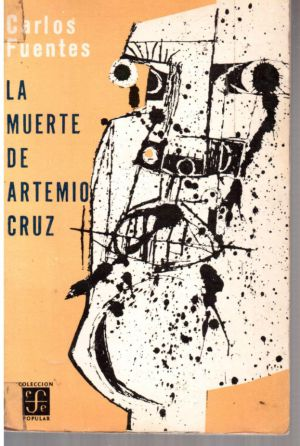 Carlos
Fuentes
LA
MUERTE
DE
ARTEMIO
CRUZ
COLECCION
POPULAR